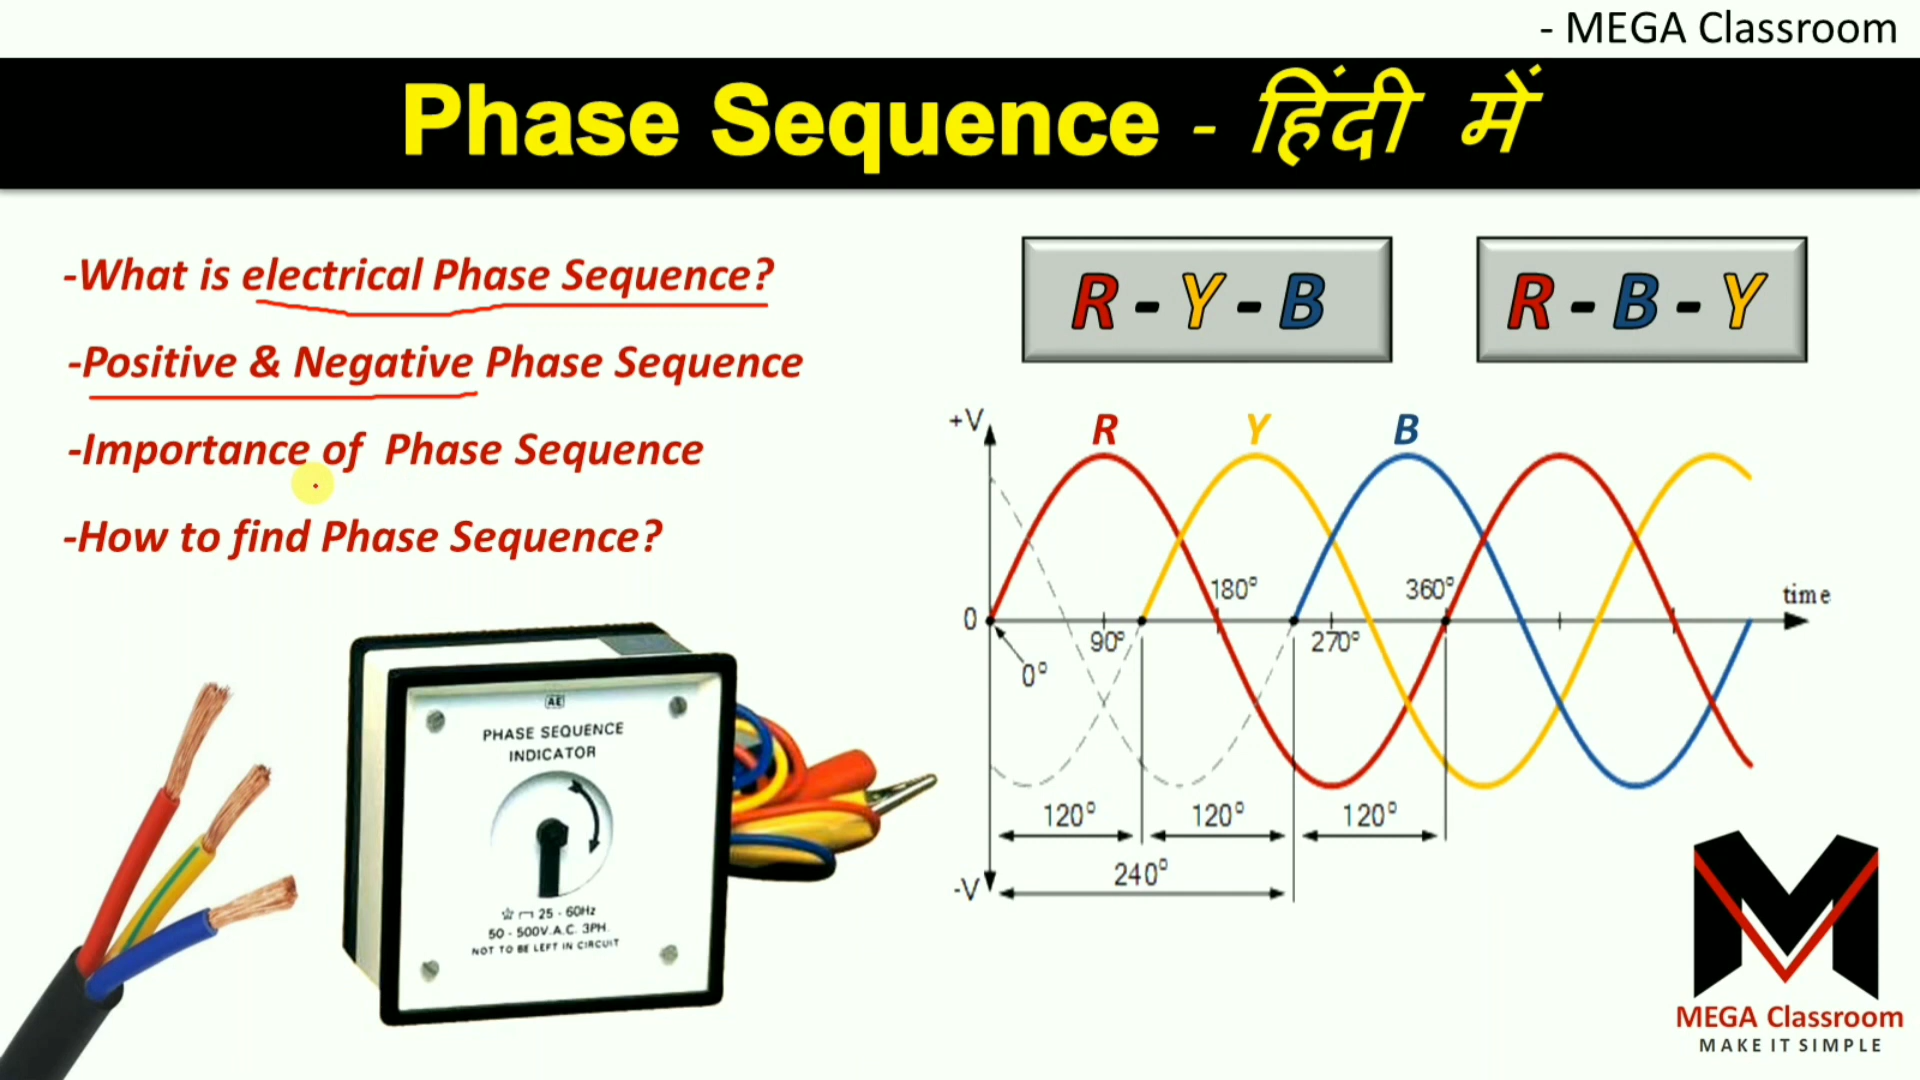 - MEGA Classroom
Phase Sequence - हिंदी में
-What is electrical Phase Sequence?
-Positive & Negative Phase Sequence
-Importance of Phase Sequence
-How to find Phase Sequence?
R - Y - B
R - B - Y
+V
R
Y
B
180°
360°
time
0
90°
270°
0°
120°
120°
120°
240°
-V
AE
PHASE SEQUENCE
INDICATOR
25 - 60Hz
50 - 500V.A.C. 3PH.
NOT TO BE LEFT IN CIRCUIT
MEGA Classroom
MAKE IT SIMPLE